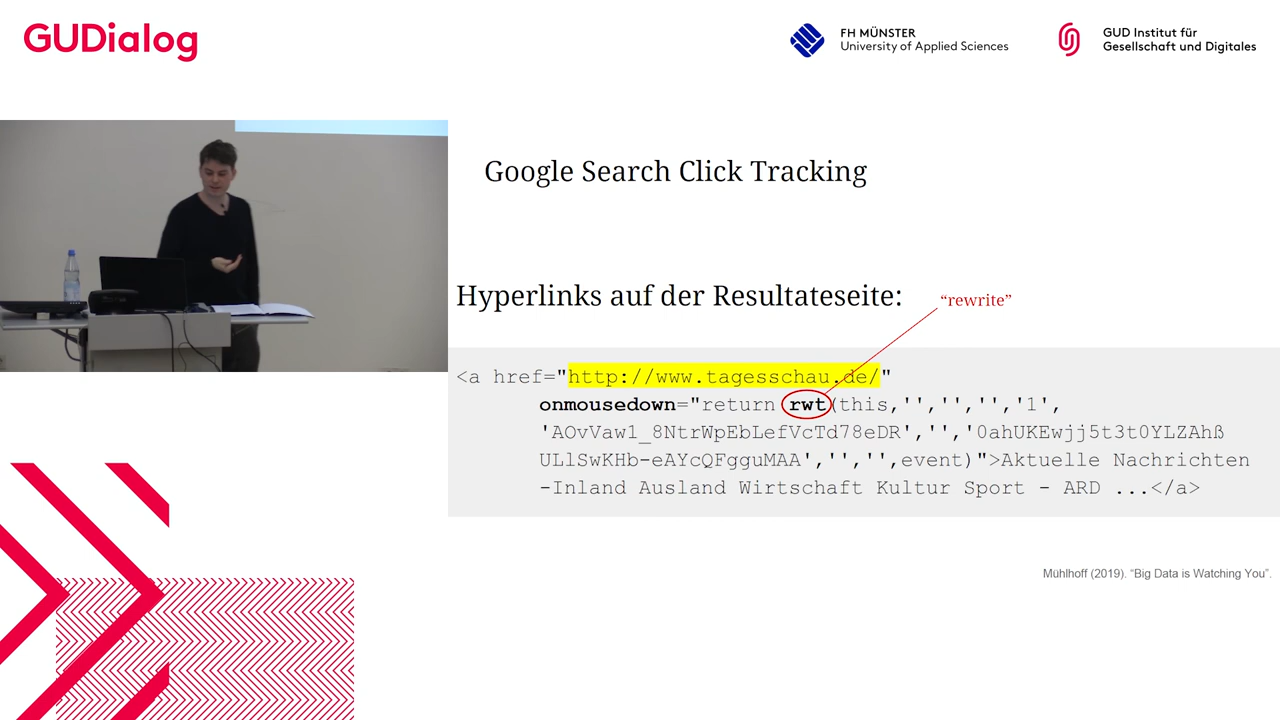 GUDialog
FH MÜNSTER
University of Applied Sciences
GUD Institut für
Gesellschaft und Digitales
Google Search Click Tracking
Hyperlinks auf der Resultateseite:
“rewrite”
<a href="http://www.tagesschau.de/"
onmousedown="return rwt(this,'','','','1',
'AOvVaw1_8NtrWpEbLefVcTd78eDR','','0ahUKEwjj5t3t0YLZAhß
ULlSwKHb-eAYcQFgguMAA','','',event)">Aktuelle Nachrichten
-Inland Ausland Wirtschaft Kultur Sport - ARD ...</a>
Mühlhoff (2019). “Big Data is Watching You”.